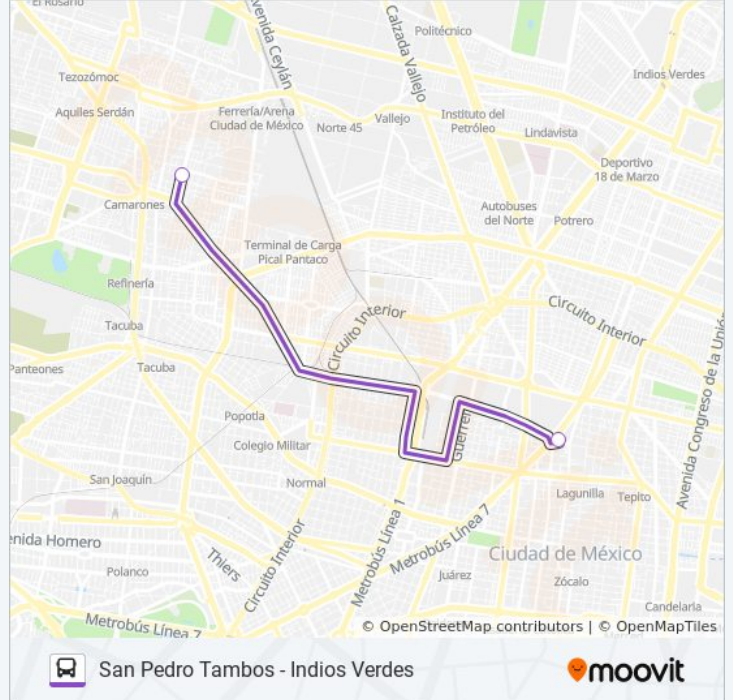 El Rosario
Avenida Ceylán
Calzada Vallejo
Politécnico
Tezozómoc
Indios Verdes
Aquiles Serdán
Ferrería/Arena
Ciudad de México
Norte 45
Vallejo
Instituto del
Petróleo
Lindavista
Deportivo
18 de Marzo
Camarones
Autobuses
del Norte
Potrero
Terminal de Carga
Pical Pantaco
Refinería
Circuito Interior
Circuito Interior
Tacuba
Panteones
Tacuba
Avenida Congreso de la Unión
Popotla
Guerrer
Colegio Militar
San Joaquín
Normal
Lagunilla
Tepito
Metrobús Línea 1
Metrobús Línea 7
enida Homero
Thiers
Circuito Interior
Ciudad de México
Polanco
Juárez
Zócalo
Candelaria
Metrobús Línea 7
© OpenStreetMap contributors | © OpenMapTiles
San Pedro Tambos - Indios Verdes
moovit